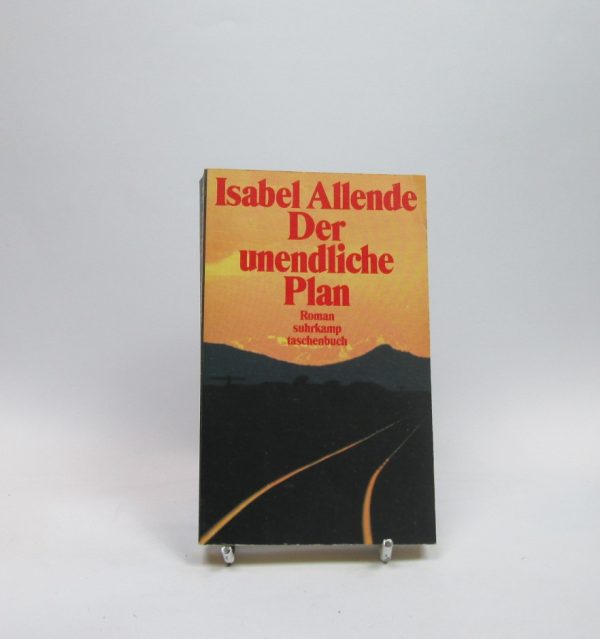 Isabel Allende
Der
unendliche
Plan
Roman
suhrkamp
taschenbuch